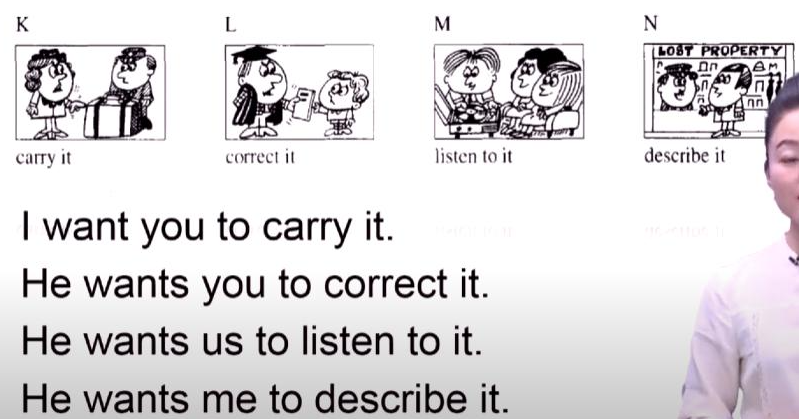 K L M N
LOST PROPERTY
carry it correct it listen to it describe it
I want you to carry it.
He wants you to correct it.
He wants us to listen to it.
He wants me to describe it.